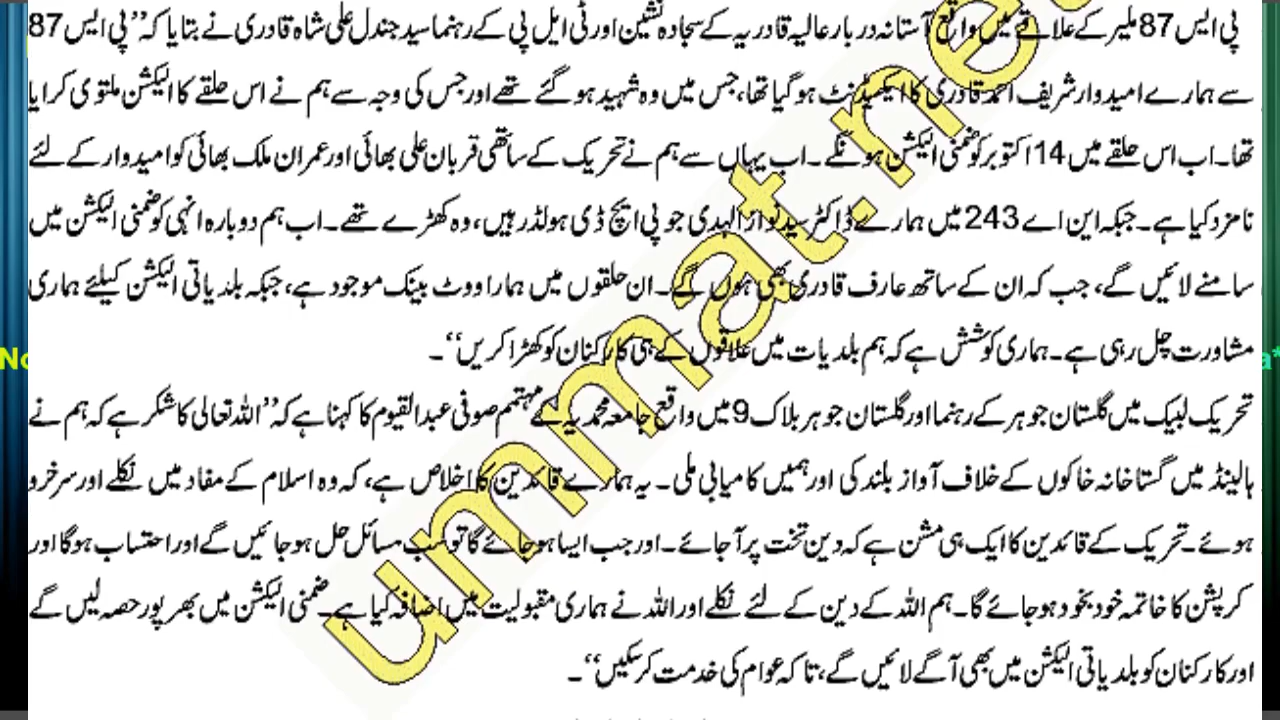 پی ایس 87 ملیر کے علاقے میں واقع آستانہ دربار عالیہ قادریہ کے سجادہ نشین اور ٹی ایل پی کے رہنما سید جندل علی شاہ قادری نے بتایا کہ ’’پی ایس 87
سے ہمارے امیدوار شریف احمد قادری کا ایکسیڈنٹ ہو گیا تھا، جس میں وہ شہید ہو گئے تھے اور جس کی وجہ سے ہم نے اس حلقے کا الیکشن ملتوی کرایا
تھا۔ اب اس حلقے میں 14 اکتوبر کو ضمنی الیکشن ہونگے۔ اب یہاں سے ہم نے تحریک کے ساتھی قربان علی بھائی اور عمران ملک بھائی کو امیدوار کے لئے
نامزد کیا ہے۔ جبکہ این اے 243 میں ہمارے ڈاکٹر سید نواز الہدی جو پی ایچ ڈی ہولڈر ہیں، وہ کھڑے تھے۔ اب ہم دوبارہ انہی کو ضمنی الیکشن میں
سامنے لائیں گے، جب کہ ان کے ساتھ عارف قادری بھی ہوں گے۔ ان حلقوں میں ہمارا ووٹ بینک موجود ہے، جبکہ بلدیاتی الیکشن کیلئے ہماری
مشاورت چل رہی ہے۔ ہماری کوشش ہے کہ ہم بلدیات میں علاقوں کے ہی کارکنان کو کھڑا کریں‘‘۔
تحریک لبیک میں گلستان جوہر کے رہنما اور گلستان جوہر بلاک 9 میں واقع جامعہ محمدیہ کے مہتمم صوفی عبدالقیوم کا کہنا ہے کہ ’’اللہ تعالی کا شکر ہے کہ ہم نے
ہالینڈ میں گستاخانہ خاکوں کے خلاف آواز بلند کی اور ہمیں کامیابی ملی۔ یہ ہمارے قائدین کا اخلاص ہے، کہ وہ اسلام کے مفاد میں نکلے اور سرخرو
ہوئے۔ تحریک کے قائدین کا ایک ہی مشن ہے کہ دین تخت پر آجائے۔ اور جب ایسا ہو جائے گا تو سب مسائل حل ہو جائیں گے اور احتساب ہوگا اور
کرپشن کا خاتمہ خود بخود ہو جائے گا۔ ہم اللہ کے دین کے لئے نکلے اور اللہ نے ہماری مقبولیت میں اضافہ کیا ہے۔ ضمنی الیکشن میں بھرپور حصہ لیں گے
اور کارکنان کو بلدیاتی الیکشن میں بھی آگے لائیں گے، تاکہ عوام کی خدمت کر سکیں‘‘۔
ummat.net